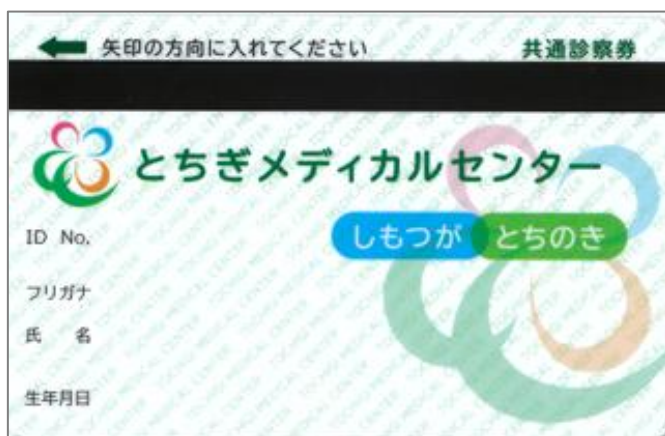 矢印の方向に入れてください 共通診察券
とちぎメディカルセンター
しもつが とちのき
ID No.
フリガナ
氏 名
生年月日